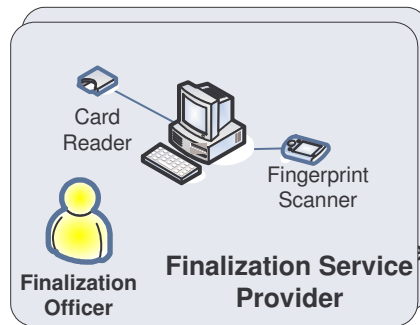 Card
Reader
Fingerprint
Scanner
Finalization
Officer
Finalization Service
Provider